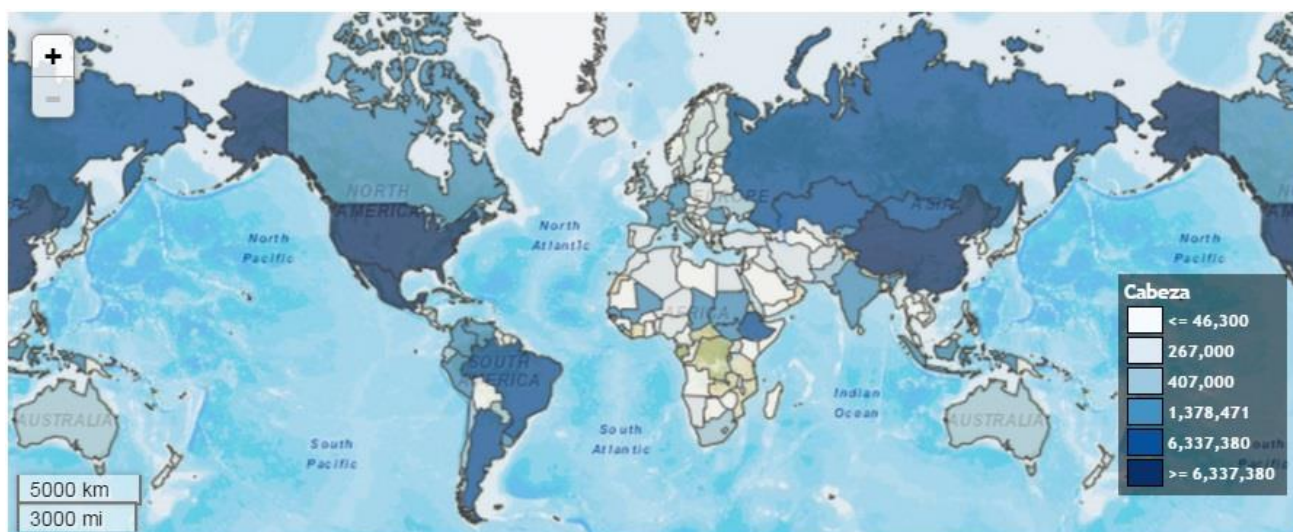 +
−
NORTH
AMERICA
North
Pacific
North
Atlantic
EUROPE
ASIA
AFRICA
SOUTH
AMERICA
AUSTRALIA
South
Pacific
South
Atlantic
Indian
Ocean
North
Pacific
AUSTRALIA
Cabeza
<= 46,300
267,000
407,000
1,378,471
6,337,380
>= 6,337,380
5000 km
3000 mi